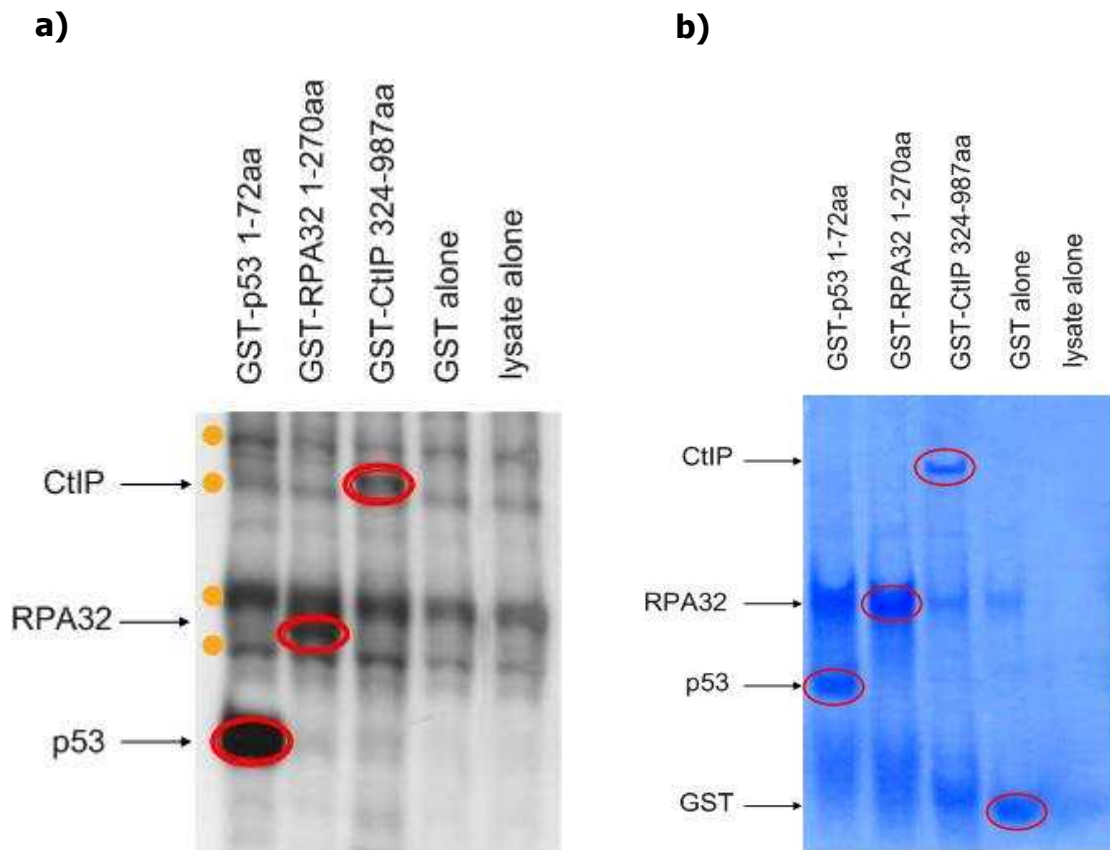 a)
GST-p53 1-72aa
GST-RPA32 1-270aa
GST-CtIP 324-987aa
GST alone
lysate alone
CtIP
RPA32
p53
b)
GST-p53 1-72aa
GST-RPA32 1-270aa
GST-CtIP 324-987aa
GST alone
lysate alone
CtIP
RPA32
p53
GST